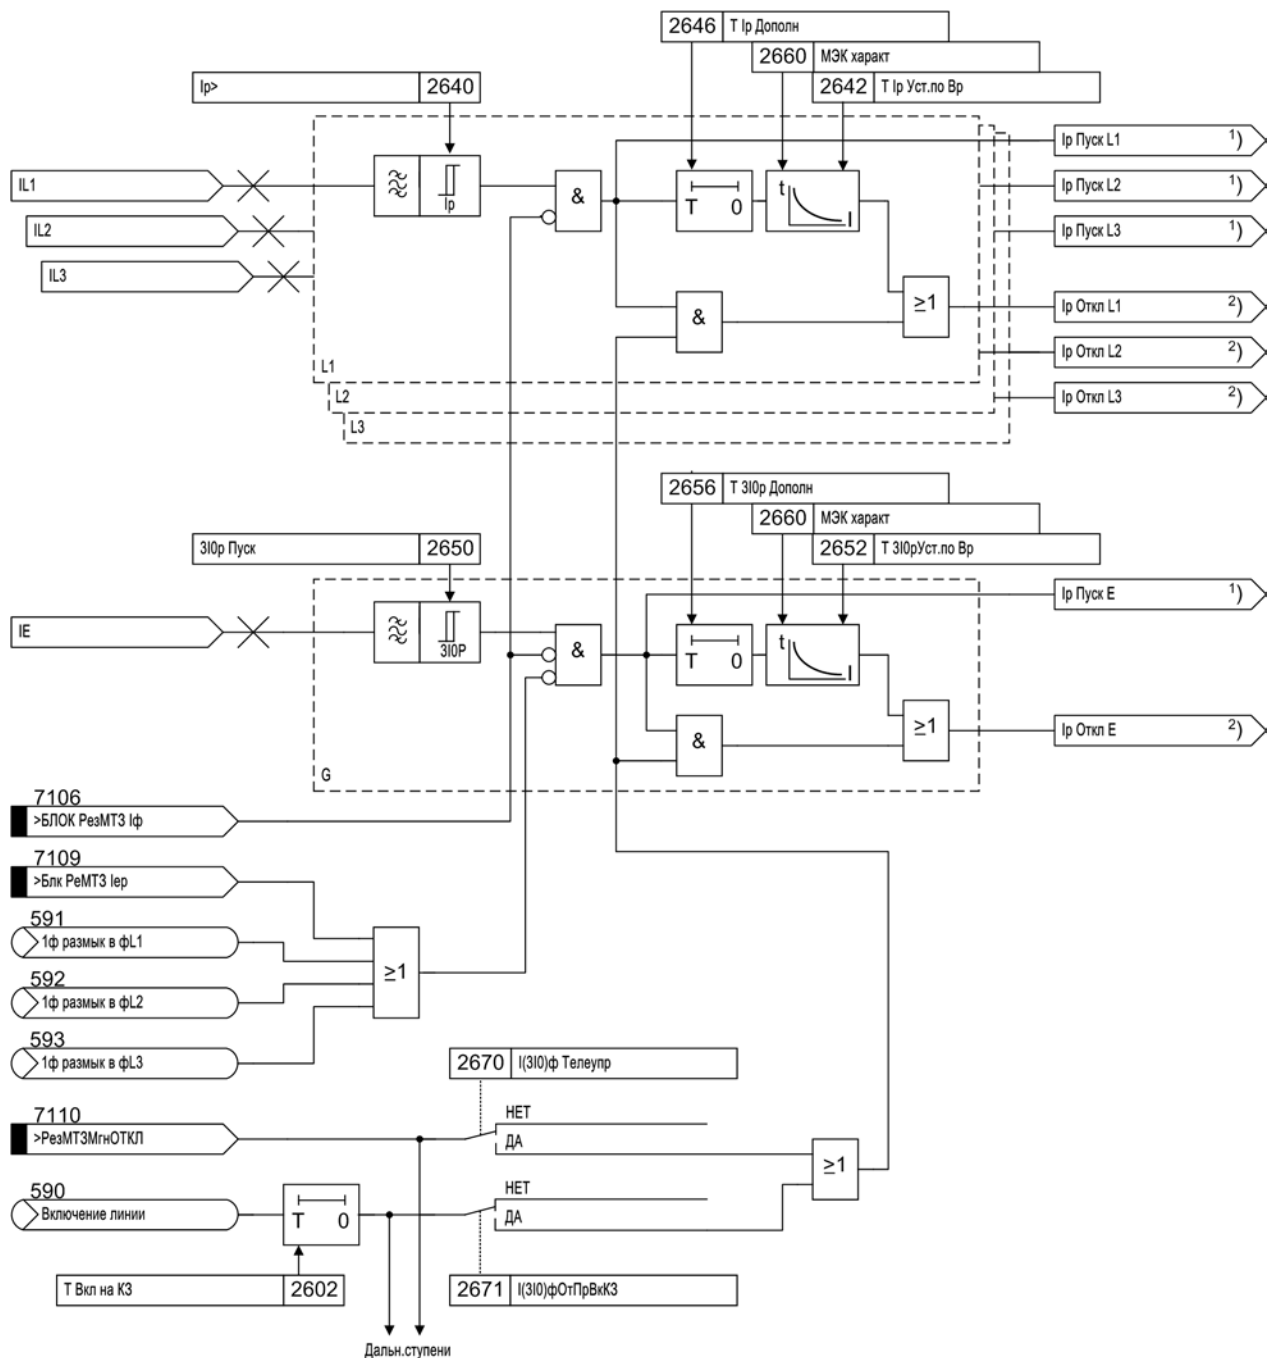 2646 T Ip Дополн
2660 МЭК характ
Ip> 2640
2642 T Ip Уст.по Вр
Ip Пуск L1 1)
IL1
Ip
&
T 0
t I
Ip Пуск L2 1)
IL2
Ip Пуск L3 1)
IL3
&
≥1
Ip Откл L1 2)
Ip Откл L2 2)
L1
L2
Ip Откл L3 2)
L3
2656 T 3I0p Дополн
2660 МЭК характ
3I0p Пуск 2650
2652 T 3I0pУст.по Вр
Ip Пуск E 1)
IE
3I0P
&
T 0
t I
&
≥1
Ip Откл E 2)
G
7106
>БЛОК РезМТЗ Iф
7109
>Блк РеМТЗ Iер
591
1ф размык в фL1
≥1
592
1ф размык в фL2
593
1ф размык в фL3
2670 I(3I0)ф Телеупр
7110
>РезМТЗМгнОТКЛ
НЕТ
ДА
≥1
590
Включение линии
T 0
НЕТ
ДА
Т Вкл на КЗ 2602
2671 I(3I0)фОтПрВкКЗ
Дальн.ступени